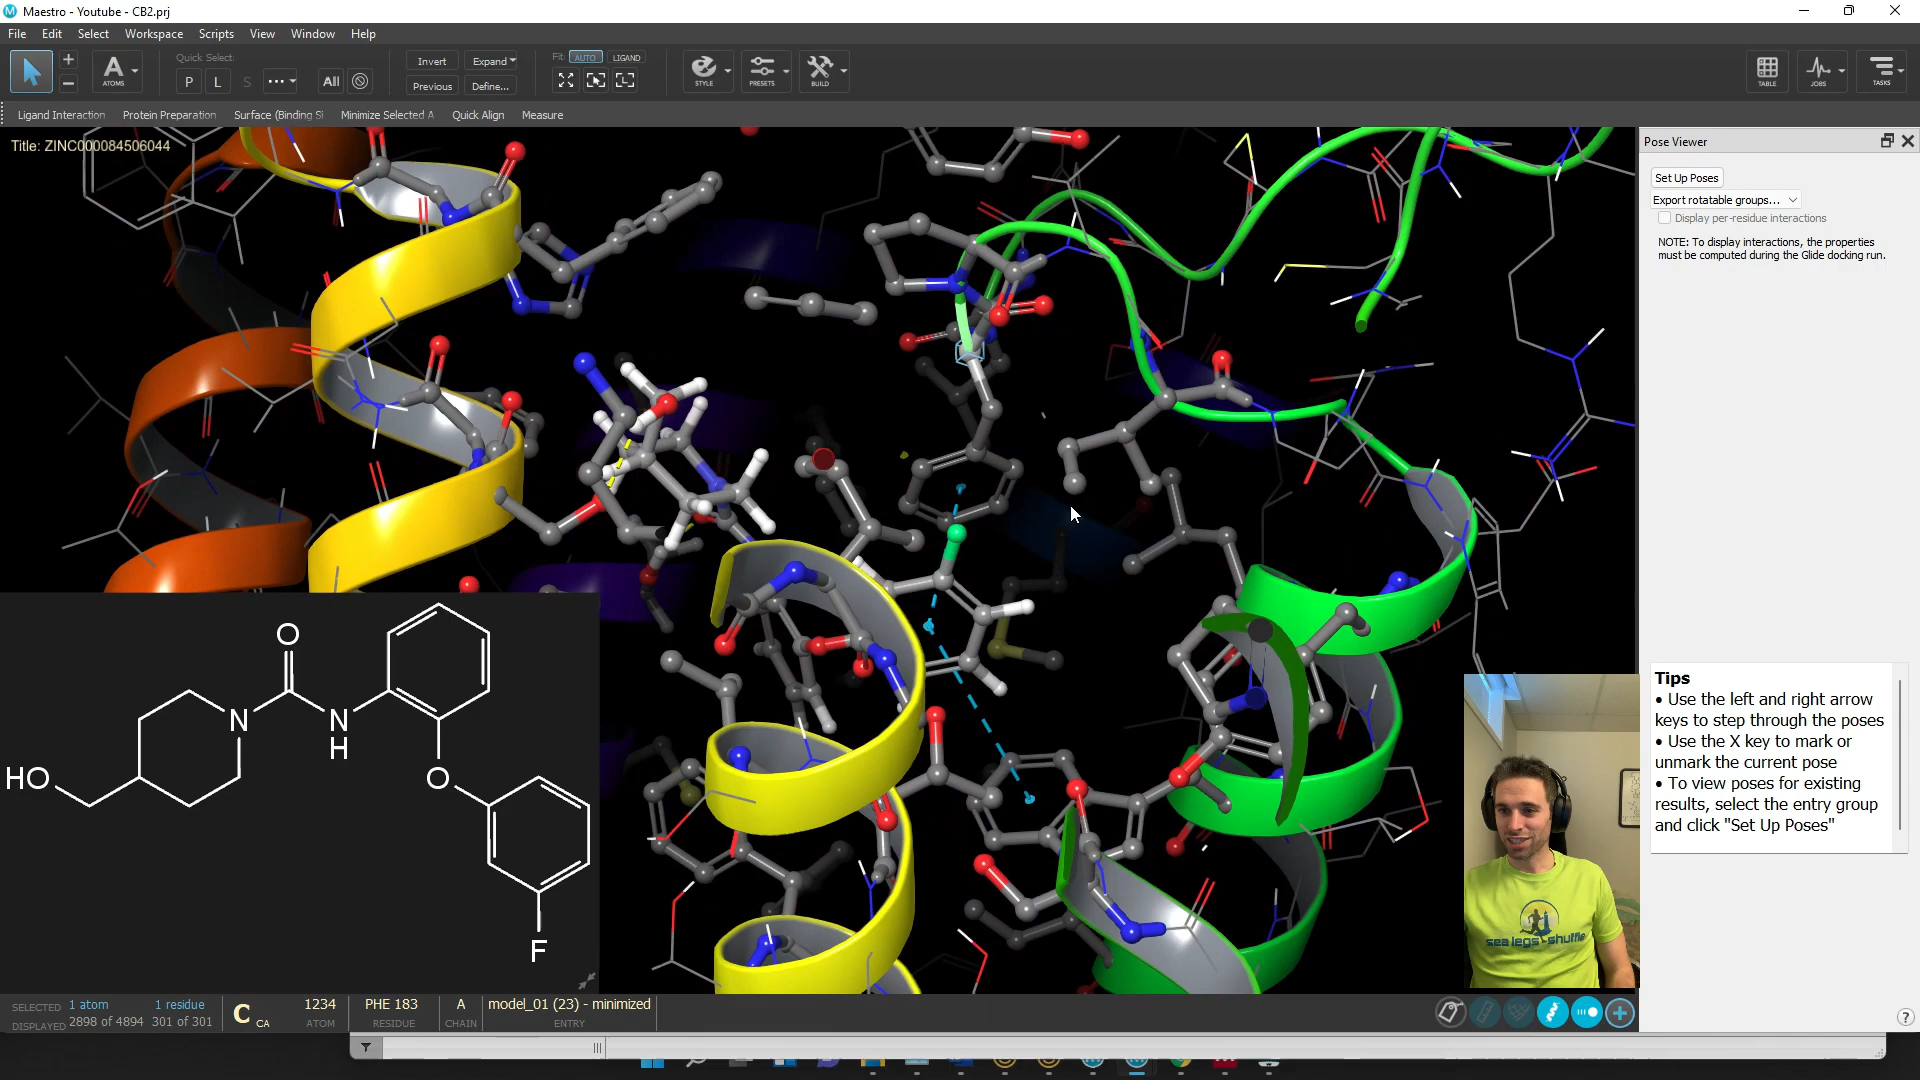 Maestro - Youtube - CB2.prj
File Edit Select Workspace Scripts View Window Help
Quick Select:
Invert Expand
Fit: AUTO LIGAND
ATOMS
P L S ... All
Previous Define...
STYLE PRESETS BUILD
TABLE JOBS TASKS
Ligand Interaction Protein Preparation Surface (Binding Si Minimize Selected A Quick Align Measure
Title: ZINC000084506044
Pose Viewer
Set Up Poses
Export rotatable groups...
Display per-residue interactions
NOTE: To display interactions, the properties
must be computed during the Glide docking run.
O
N
N
H
HO
O
F
Tips
• Use the left and right arrow
keys to step through the poses
• Use the X key to mark or
unmark the current pose
• To view poses for existing
results, select the entry group
and click "Set Up Poses"
sea legs shuffle
SELECTED 1 atom 1 residue
DISPLAYED 2898 of 4894 301 of 301
C CA
1234
ATOM
PHE 183
RESIDUE
A
CHAIN
model_01 (23) - minimized
ENTRY